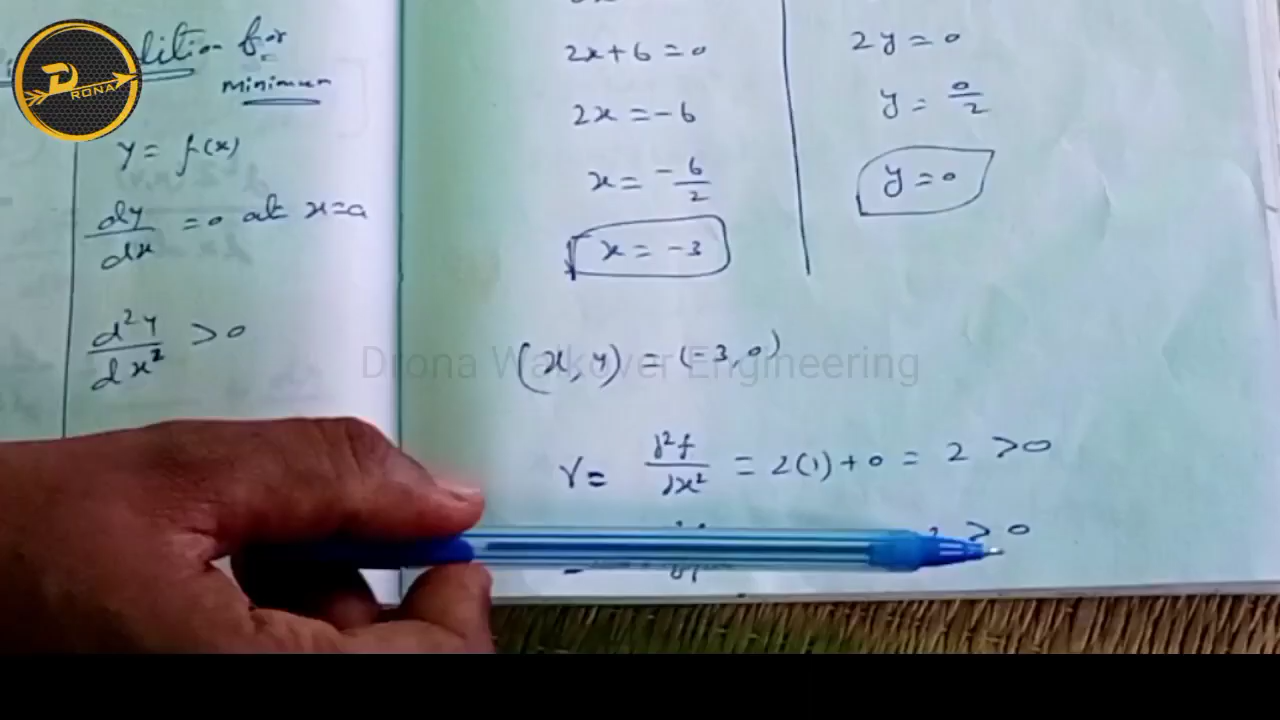 DRONA
for
minimum
y = f(x)
dy/dx = 0 at x=a
d²y/dx² > 0
2x+6 = 0
2x = -6
x = -6/2
x = -3
2y = 0
y = 0/2
y = 0
(x, y) = (-3, 0)
Drona Walkover Engineering
r = ∂²f/∂x² = 2(1)+0 = 2 > 0
> 0